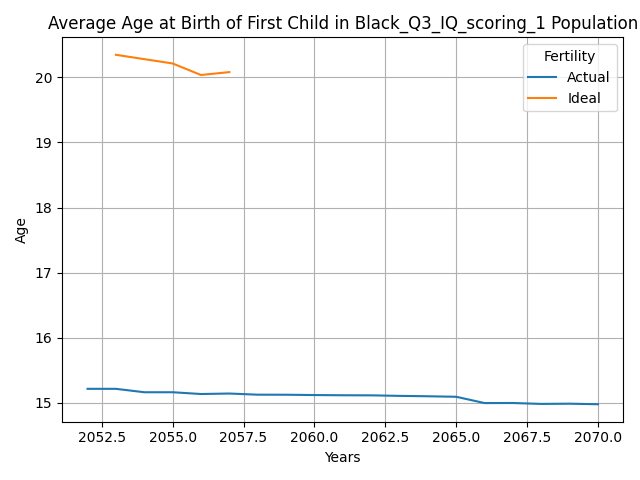 Average Age at Birth of First Child in Black_Q3_IQ_scoring_1 Population
Fertility
Actual
Ideal
20
19
18
17
16
15
Age
2052.5 2055.0 2057.5 2060.0 2062.5 2065.0 2067.5 2070.0
Years